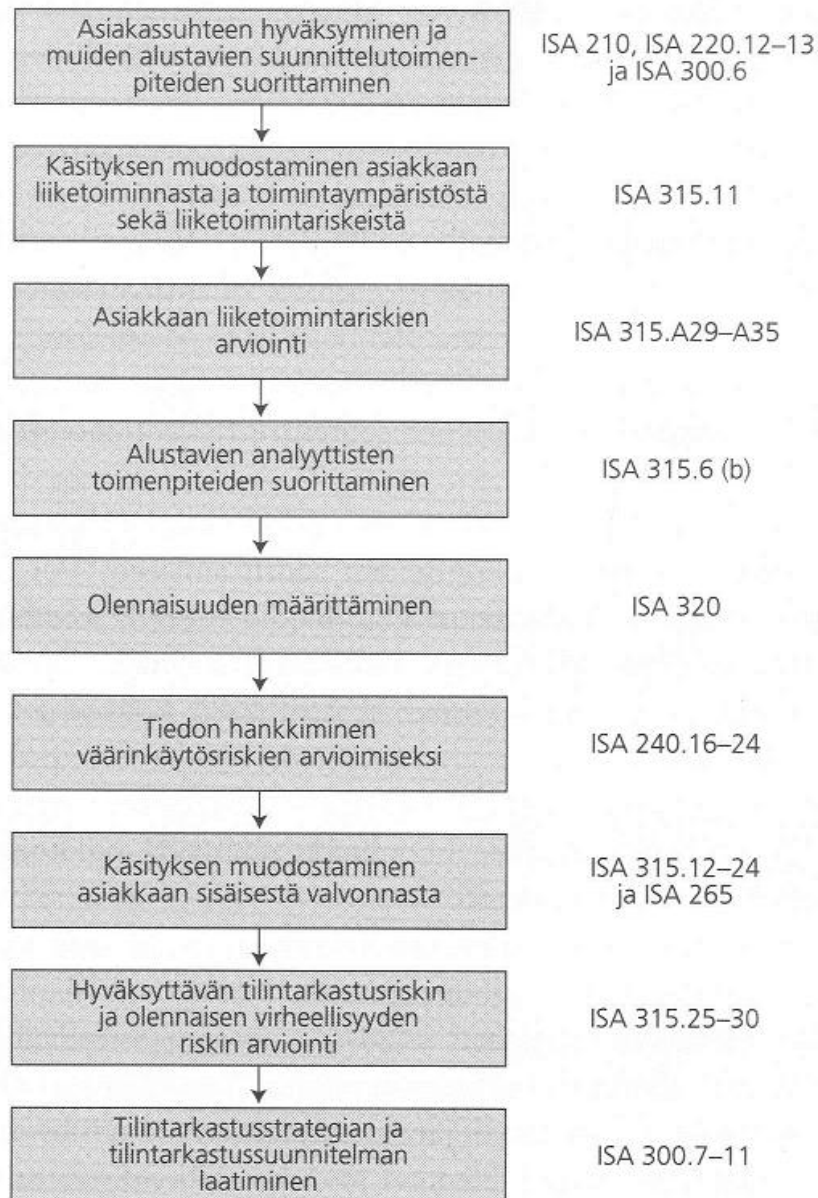 Asiakassuhteen hyväksyminen ja
muiden alustavien suunnittelutoimen-
piteiden suorittaminen
ISA 210, ISA 220.12–13
ja ISA 300.6
Käsityksen muodostaminen asiakkaan
liiketoiminnasta ja toimintaympäristöstä
sekä liiketoimintariskeistä
ISA 315.11
Asiakkaan liiketoimintariskien
arviointi
ISA 315.A29–A35
Alustavien analyyttisten
toimenpiteiden suorittaminen
ISA 315.6 (b)
Olennaisuuden määrittäminen
ISA 320
Tiedon hankkiminen
väärinkäytösriskien arvioimiseksi
ISA 240.16–24
Käsityksen muodostaminen
asiakkaan sisäisestä valvonnasta
ISA 315.12–24
ja ISA 265
Hyväksyttävän tilintarkastusriskin
ja olennaisen virheellisyyden
riskin arviointi
ISA 315.25–30
Tilintarkastusstrategian ja
tilintarkastussuunnitelman
laatiminen
ISA 300.7–11